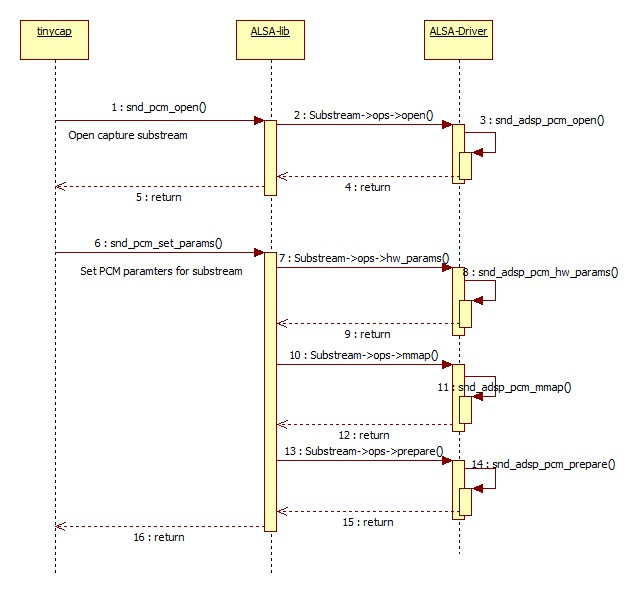 tinycap
ALSA-lib
ALSA-Driver
1 : snd_pcm_open()
2 : Substream->ops->open()
3 : snd_adsp_pcm_open()
Open capture substream
4 : return
5 : return
6 : snd_pcm_set_params()
7 : Substream->ops->hw_params()
8 : snd_adsp_pcm_hw_params()
Set PCM paramters for substream
9 : return
10 : Substream->ops->mmap()
11 : snd_adsp_pcm_mmap()
12 : return
13 : Substream->ops->prepare()
14 : snd_adsp_pcm_prepare()
15 : return
16 : return